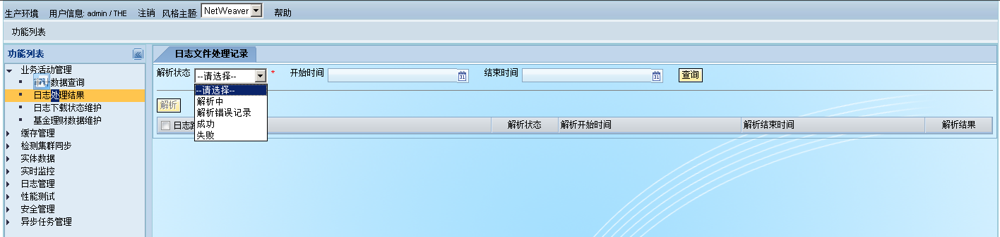 生产环境 用户信息: admin / THE 注销 风格主题: NetWeaver 帮助
功能列表
功能列表
业务活动管理
数据查询
日志处理结果
日志下载状态维护
基金理财数据维护
缓存管理
检测集群同步
实体数据
实时监控
日志管理
性能测试
安全管理
异步任务管理
日志文件处理记录
解析状态 --请选择-- * 开始时间 31 结束时间 31 查询
--请选择--
解析中
解析错误记录
成功
失败
解析
日志 解析状态 解析开始时间 解析结束时间 解析结果